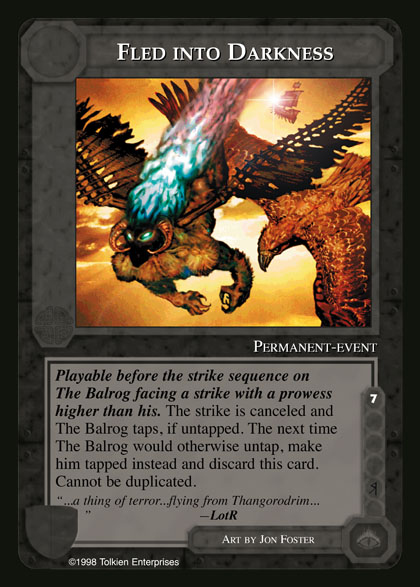 FLED INTO DARKNESS
PERMANENT-EVENT
Playable before the strike sequence on
The Balrog facing a strike with a prowess
higher than his. The strike is canceled and
The Balrog taps, if untapped. The next time
The Balrog would otherwise untap, make
him tapped instead and discard this card.
Cannot be duplicated.
7
“...a thing of terror...flying from Thangorodrim...
” —LotR
ART BY JON FOSTER
©1998 Tolkien Enterprises